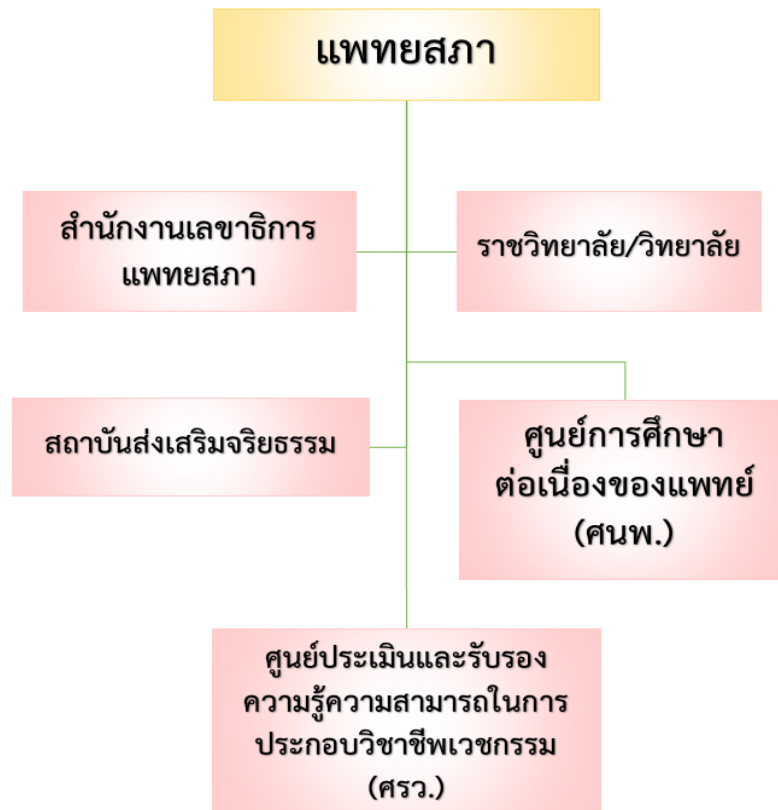 แพทยสภา
สำนักงานเลขาธิการ
แพทยสภา
ราชวิทยาลัย/วิทยาลัย
สถาบันส่งเสริมจริยธรรม
ศูนย์การศึกษา
ต่อเนื่องของแพทย์
(ศนพ.)
ศูนย์ประเมินและรับรอง
ความรู้ความสามารถในการ
ประกอบวิชาชีพเวชกรรม
(ศรว.)